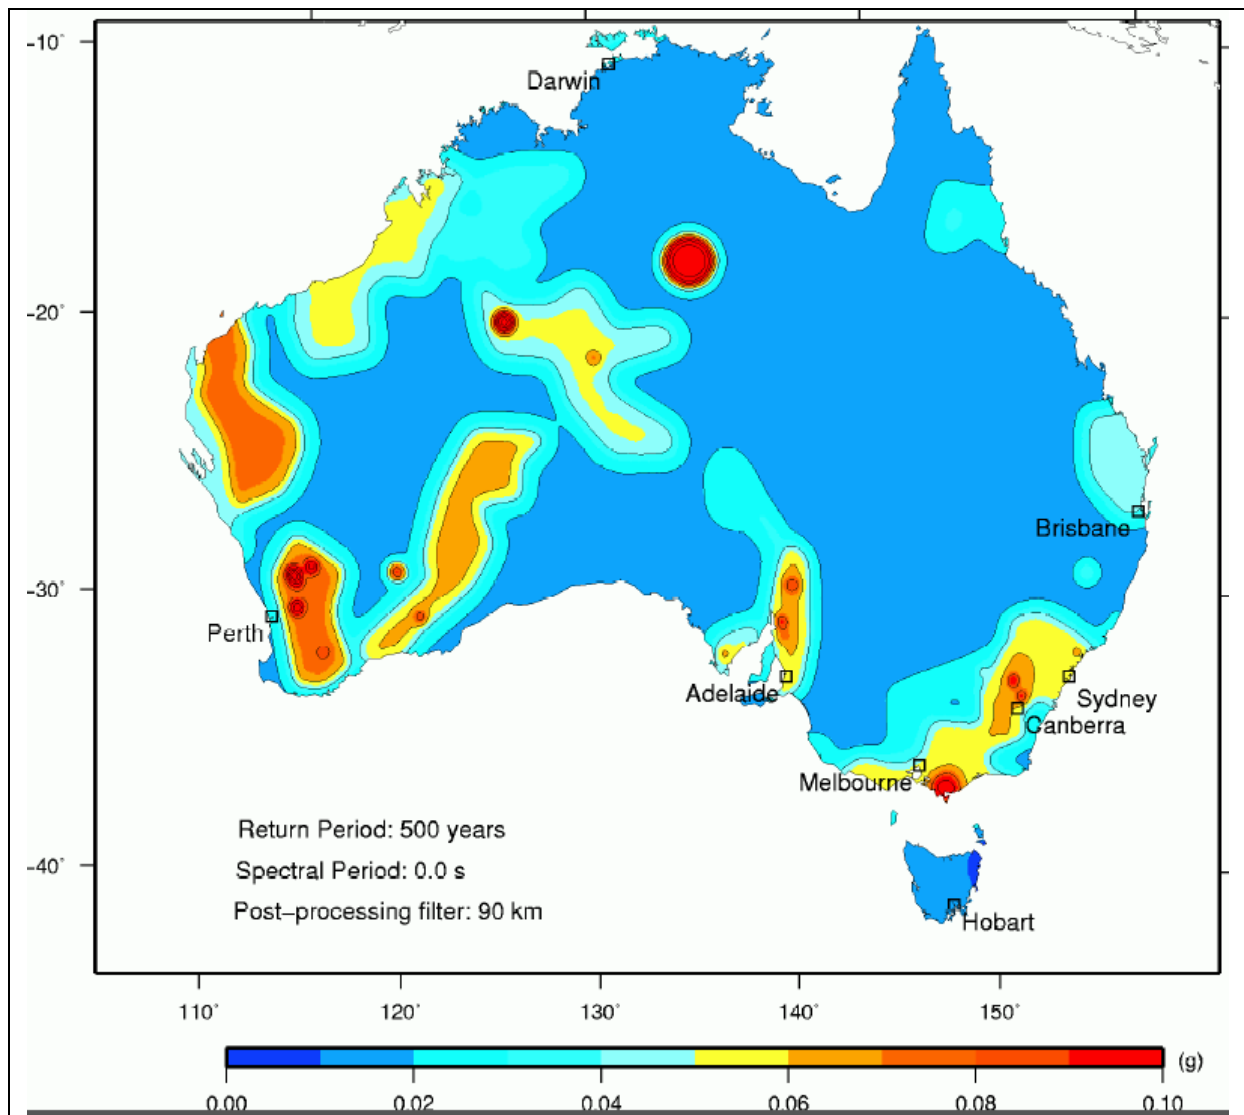 -10°
Darwin
-20°
Brisbane
-30°
Perth
Adelaide
Sydney
Canberra
Melbourne
Return Period: 500 years
-40°
Spectral Period: 0.0 s
Post-processing filter: 90 km
Hobart
110° 120° 130° 140° 150°
(g)
0.00 0.02 0.04 0.06 0.08 0.10